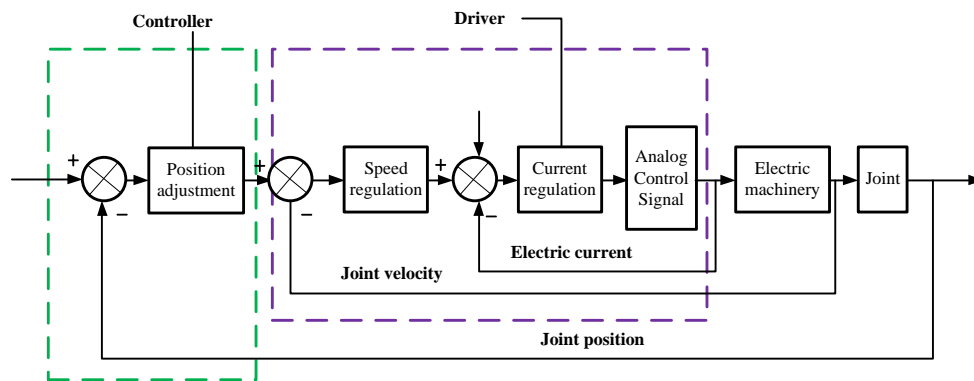 Controller
Driver
+
−
Position
adjustment
+
−
Speed
regulation
+
−
Current
regulation
Analog
Control
Signal
Electric
machinery
Joint
Electric current
Joint velocity
Joint position